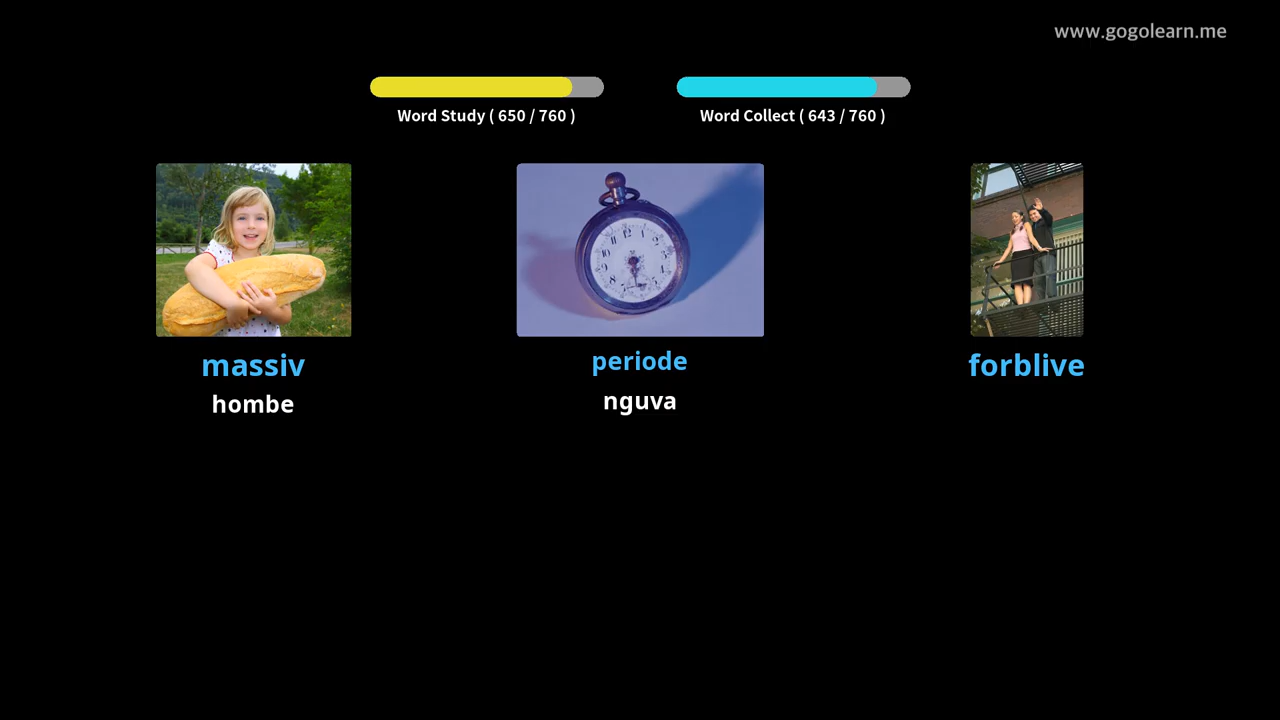 www.gogolearn.me
Word Study ( 650 / 760 )
Word Collect ( 643 / 760 )
massiv
hombe
periode
nguva
forblive